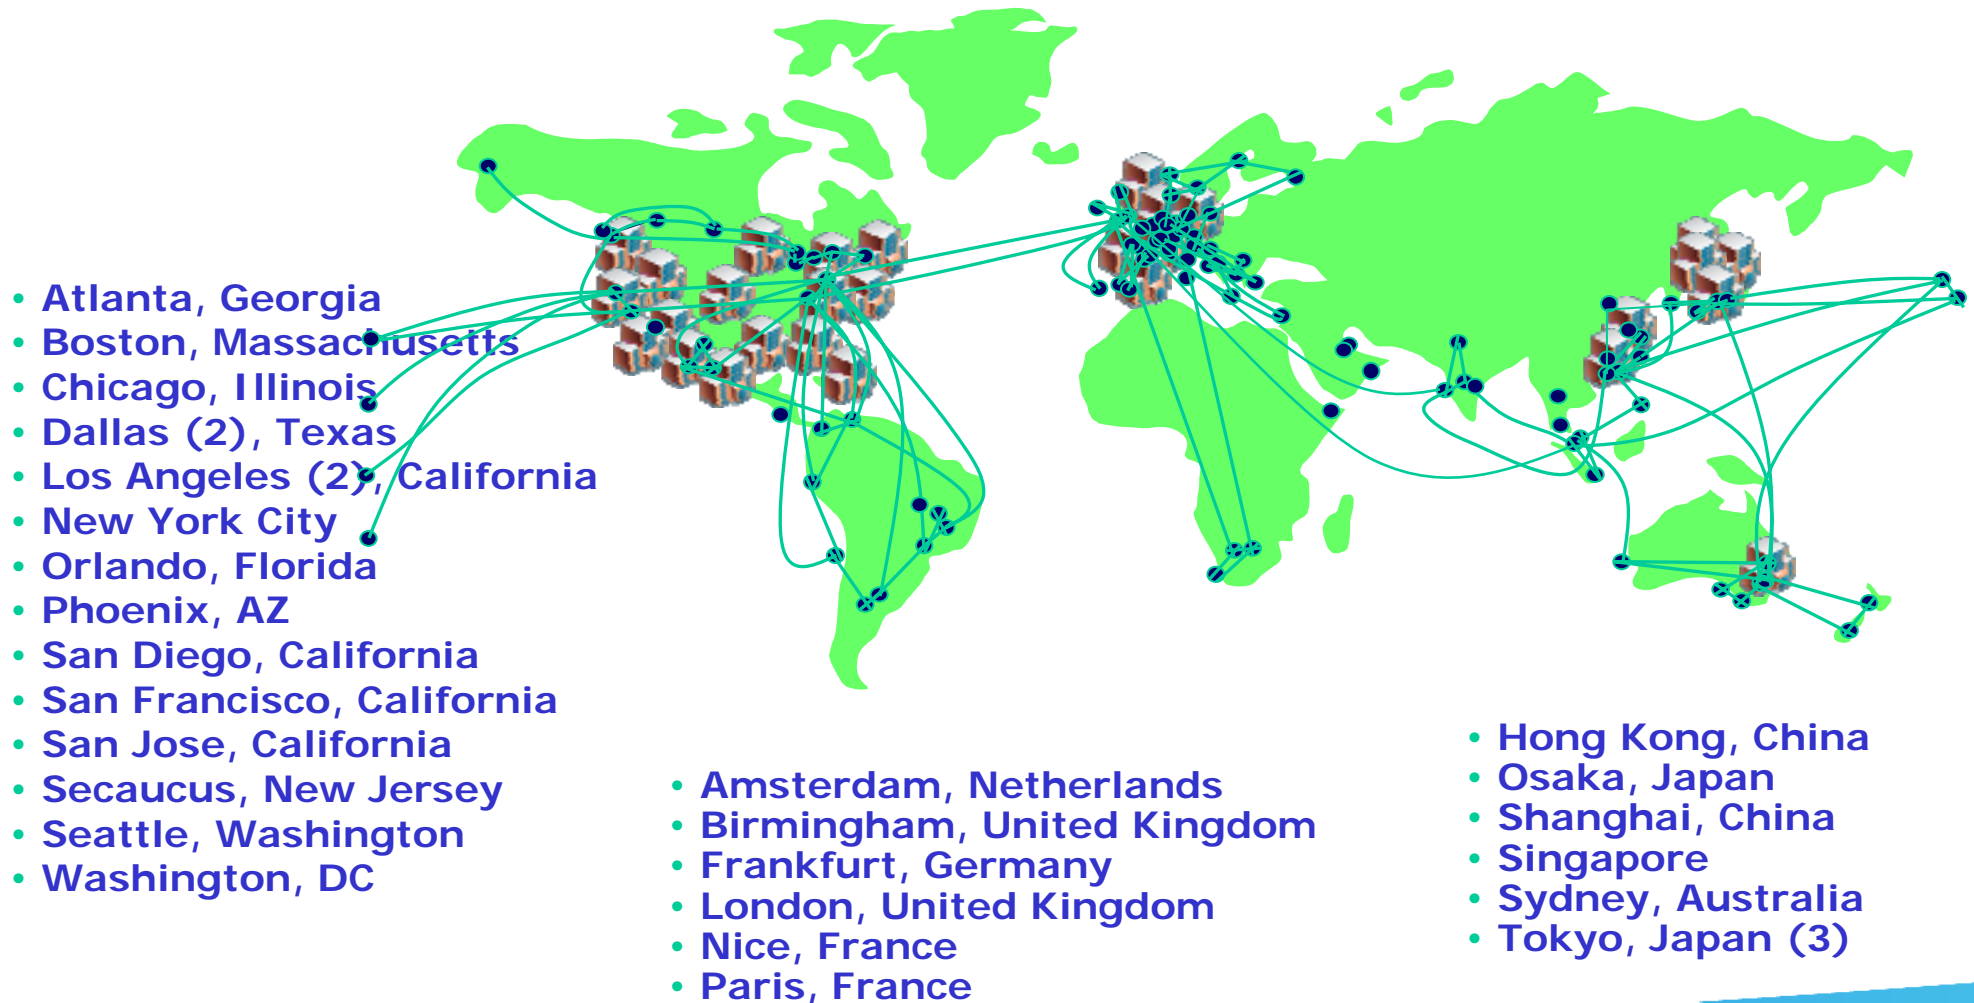 • Atlanta, Georgia
• Boston, Massachusetts
• Chicago, Illinois
• Dallas (2), Texas
• Los Angeles (2), California
• New York City
• Orlando, Florida
• Phoenix, AZ
• San Diego, California
• San Francisco, California
• San Jose, California
• Secaucus, New Jersey
• Seattle, Washington
• Washington, DC
• Amsterdam, Netherlands
• Birmingham, United Kingdom
• Frankfurt, Germany
• London, United Kingdom
• Nice, France
• Paris, France
• Hong Kong, China
• Osaka, Japan
• Shanghai, China
• Singapore
• Sydney, Australia
• Tokyo, Japan (3)